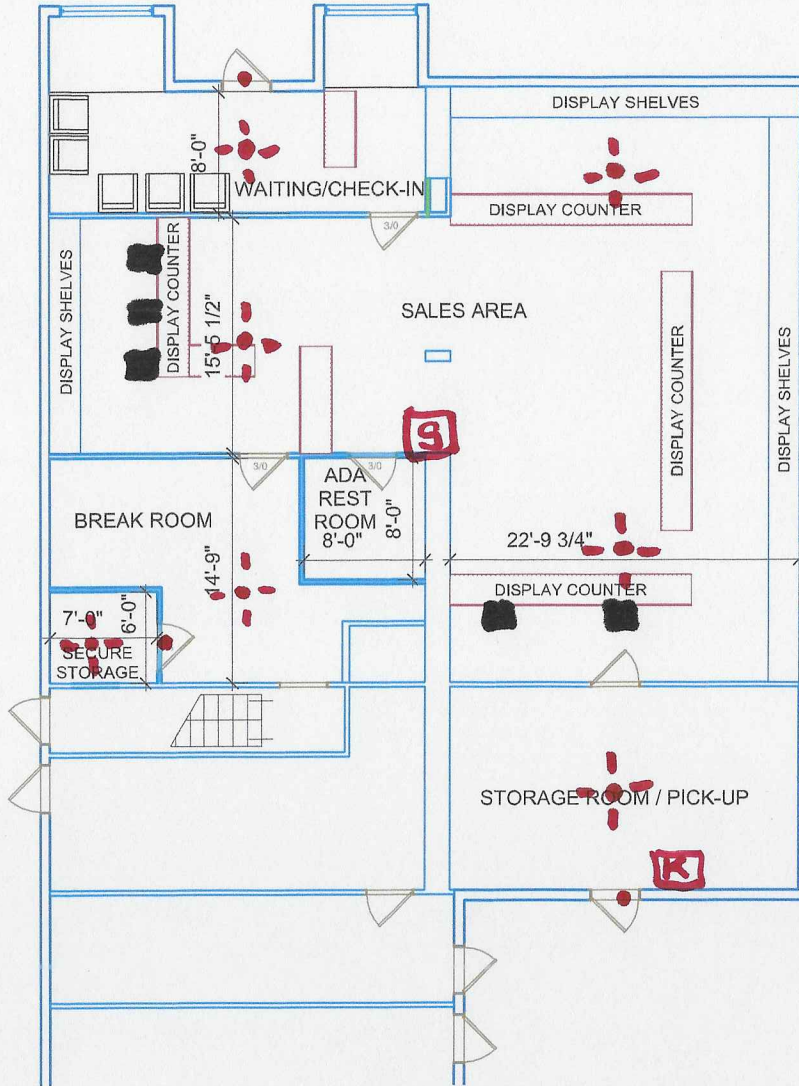 DISPLAY SHELVES
8'-0"
WAITING/CHECK-IN
DISPLAY COUNTER
3/0
DISPLAY SHELVES
DISPLAY COUNTER
15'-5 1/2"
SALES AREA
DISPLAY COUNTER
DISPLAY SHELVES
S
3/0
3/0
ADA
REST
ROOM
8'-0"
8'-0"
BREAK ROOM
14'-9"
22'-9 3/4"
DISPLAY COUNTER
7'-0"
6'-0"
SECURE
STORAGE
STORAGE ROOM / PICK-UP
K